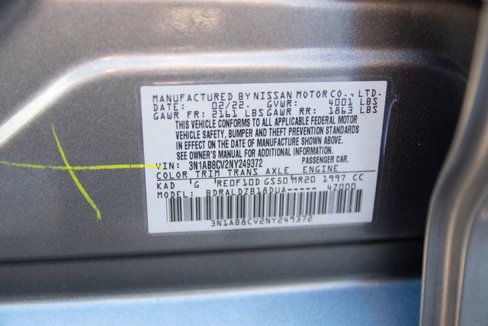 MANUFACTURED BY NISSAN MOTOR CO., LTD.
DATE: 02/22. GVWR: 4001 LBS
GAWR FR: 2161 LBS GAWR RR: 1863 LBS
THIS VEHICLE CONFORMS TO ALL APPLICABLE FEDERAL MOTOR
VEHICLE SAFETY, BUMPER AND THEFT PREVENTION STANDARDS
IN EFFECT ON THE DATE OF MANUFACTURE SHOWN ABOVE.
SEE OWNER'S MANUAL FOR ADDITIONAL INFORMATION.
VIN: 3N1AB8CV2NY249372 PASSENGER CAR.
COLOR TRIM TRANS AXLE ENGINE
KAD G RE0F10D GS50 MR20 1997 CC
MODEL: BDRALDZB18DUA----- 47000
3N1AB8CV2NY249372